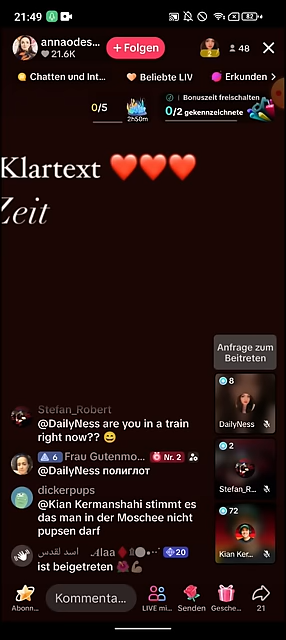 21:49
82
annaodes...
21.6K
+ Folgen
48
Chatten und Int...
Beliebte LIV
Erkunden >
0/5
2h50m
Bonuszeit freischalten
0/2 gekennzeichnete
Klartext ❤️❤️❤️
Zeit
Anfrage zum
Beitreten
8
DailyNess
2
Stefan_R...
72
Kian Ker...
Stefan_Robert
@DailyNess are you in a train
right now?? 😄
6 Frau Gutenmo... Nr. 2
@DailyNess полиглот
dickerpups
@Kian Kermanshahi stimmt es
das man in der Moschee nicht
pupsen darf
اسد لقدس Alaa 20
ist beigetreten
Abonn...
Kommenta...
LIVE mi...
Senden
Gesche...
21